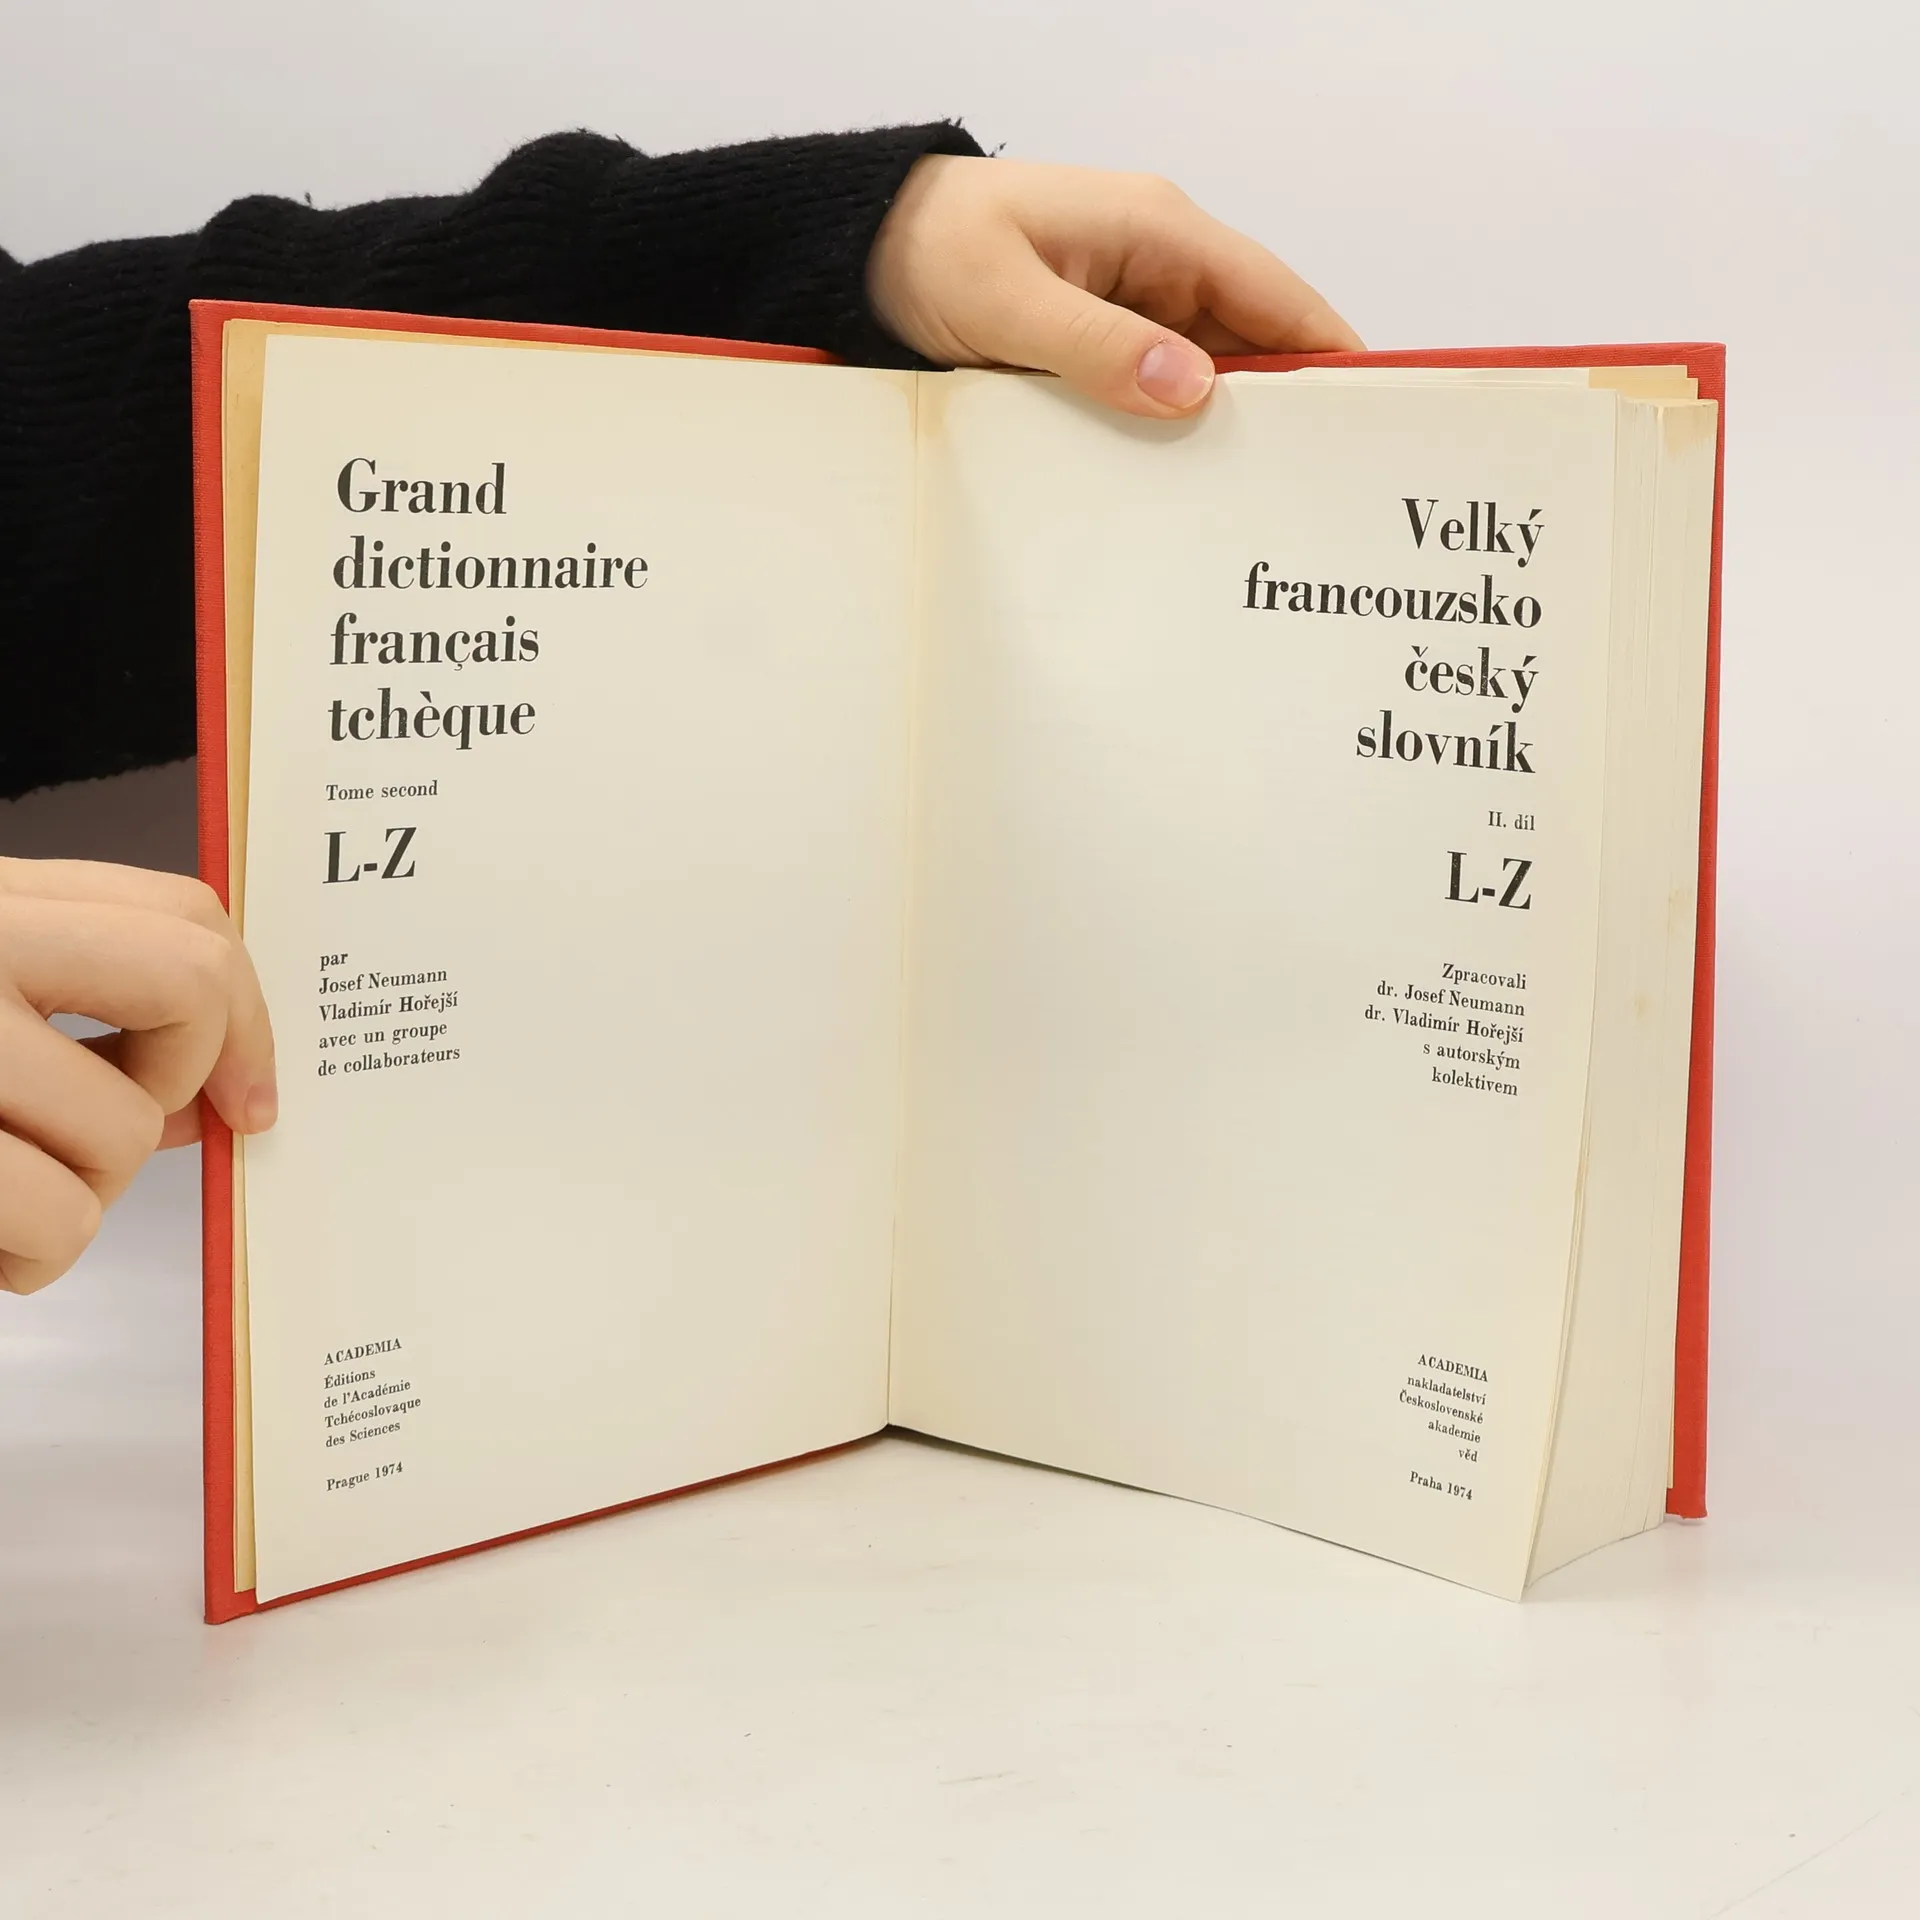 Grand
dictionnaire
français
tchèque
Tome second
L-Z
par
Josef Neumann
Vladimír Hořejší
avec un groupe
de collaborateurs
ACADEMIA
Éditions
de l'Académie
Tchécoslovaque
des Sciences
Prague 1974
Velký
francouzsko
český
slovník
II. díl
L-Z
Zpracovali
dr. Josef Neumann
dr. Vladimír Hořejší
s autorským
kolektivem
ACADEMIA
nakladatelství
Československé
akademie
věd
Praha 1974